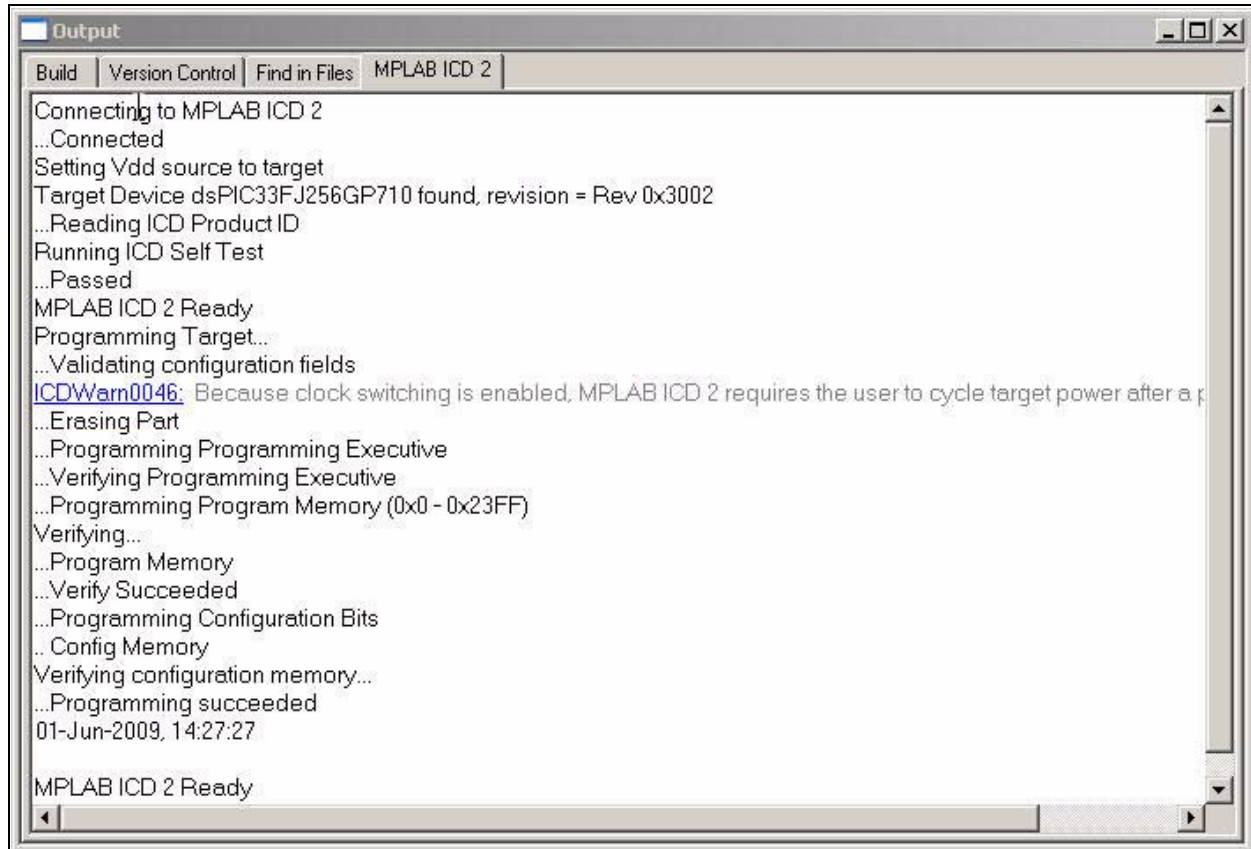 Output
Build Version Control Find in Files MPLAB ICD 2
Connecting to MPLAB ICD 2
...Connected
Setting Vdd source to target
Target Device dsPIC33FJ256GP710 found, revision = Rev 0x3002
...Reading ICD Product ID
Running ICD Self Test
...Passed
MPLAB ICD 2 Ready
Programming Target...
...Validating configuration fields
ICDWarn0046: Because clock switching is enabled, MPLAB ICD 2 requires the user to cycle target power after a
...Erasing Part
...Programming Programming Executive
...Verifying Programming Executive
...Programming Program Memory (0x0 - 0x23FF)
Verifying...
...Program Memory
...Verify Succeeded
...Programming Configuration Bits
.. Config Memory
Verifying configuration memory...
...Programming succeeded
01-Jun-2009, 14:27:27
MPLAB ICD 2 Ready